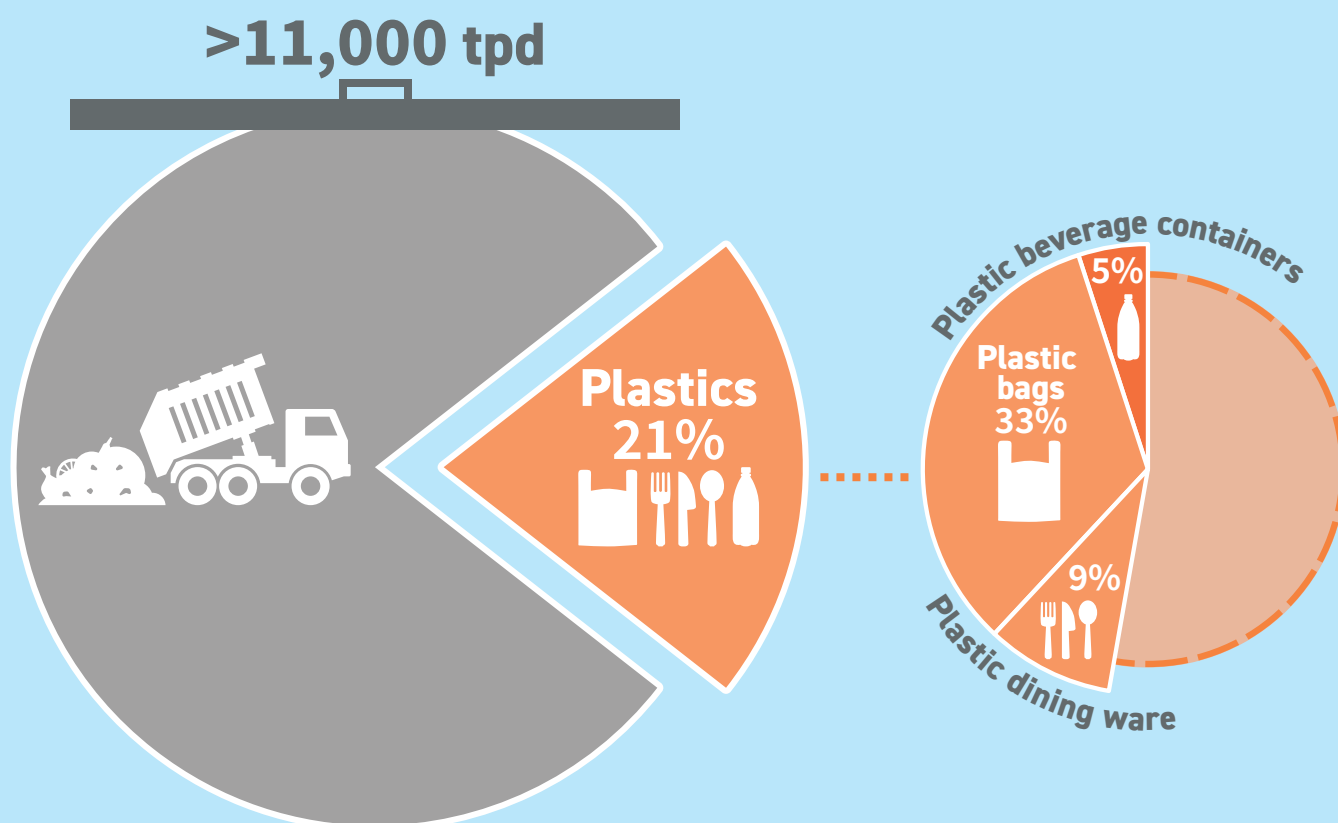 >11,000 tpd
Plastics
21%
Plastic beverage containers
5%
Plastic
bags
33%
9%
Plastic dining ware